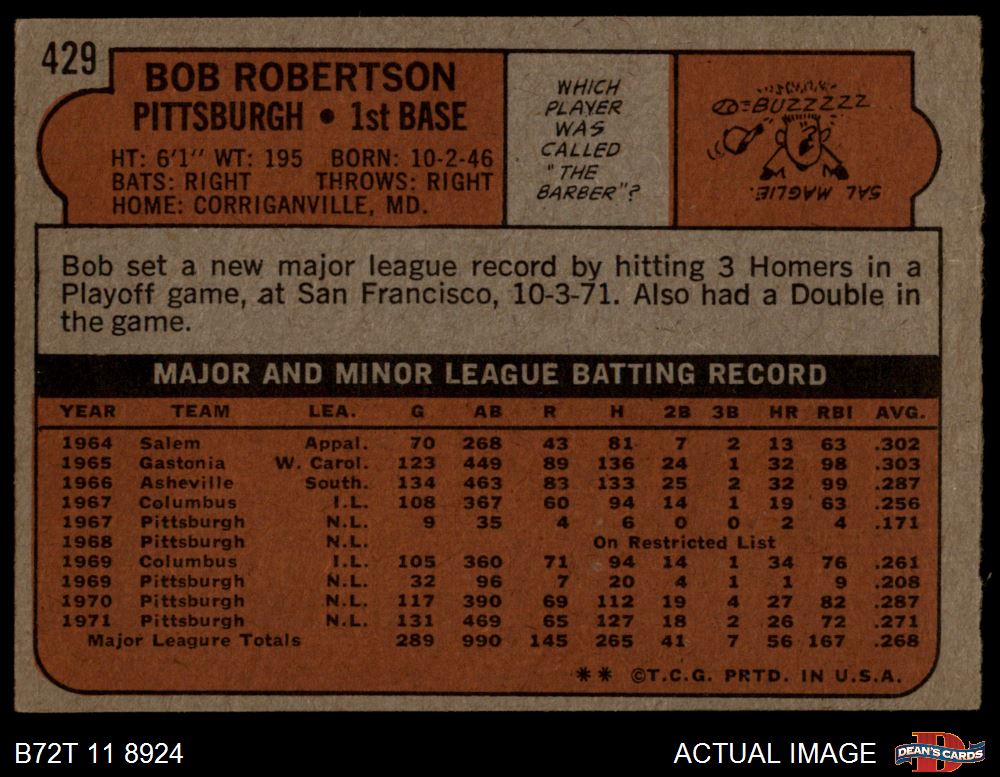 429
BOB ROBERTSON
PITTSBURGH • 1st BASE
HT: 6'1" WT: 195 BORN: 10-2-46
BATS: RIGHT THROWS: RIGHT
HOME: CORRIGANVILLE, MD.
WHICH
PLAYER
WAS
CALLED
"THE
BARBER"?
SAL MAGLIE.
=BUZZZZZ
Bob set a new major league record by hitting 3 Homers in a
Playoff game, at San Francisco, 10-3-71. Also had a Double in
the game.
MAJOR AND MINOR LEAGUE BATTING RECORD
YEAR TEAM LEA. G AB R H 2B 3B HR RBI AVG.
1964 Salem Appal. 70 268 43 81 7 2 13 63 .302
1965 Gastonia W. Carol. 123 449 89 136 24 1 32 98 .303
1966 Asheville South. 134 463 83 133 25 2 32 99 .287
1967 Columbus I.L. 108 367 60 94 14 1 19 63 .256
1967 Pittsburgh N.L. 9 35 4 6 0 0 2 4 .171
1968 Pittsburgh N.L. On Restricted List
1969 Columbus I.L. 105 360 71 94 14 1 34 76 .261
1969 Pittsburgh N.L. 32 96 7 20 4 1 1 9 .208
1970 Pittsburgh N.L. 117 390 69 112 19 4 27 82 .287
1971 Pittsburgh N.L. 131 469 65 127 18 2 26 72 .271
Major Leagure Totals 289 990 145 265 41 7 56 167 .268
** ©T.C.G. PRTD. IN U.S.A.
B72T 11 8924
ACTUAL IMAGE
DEAN'S CARDS